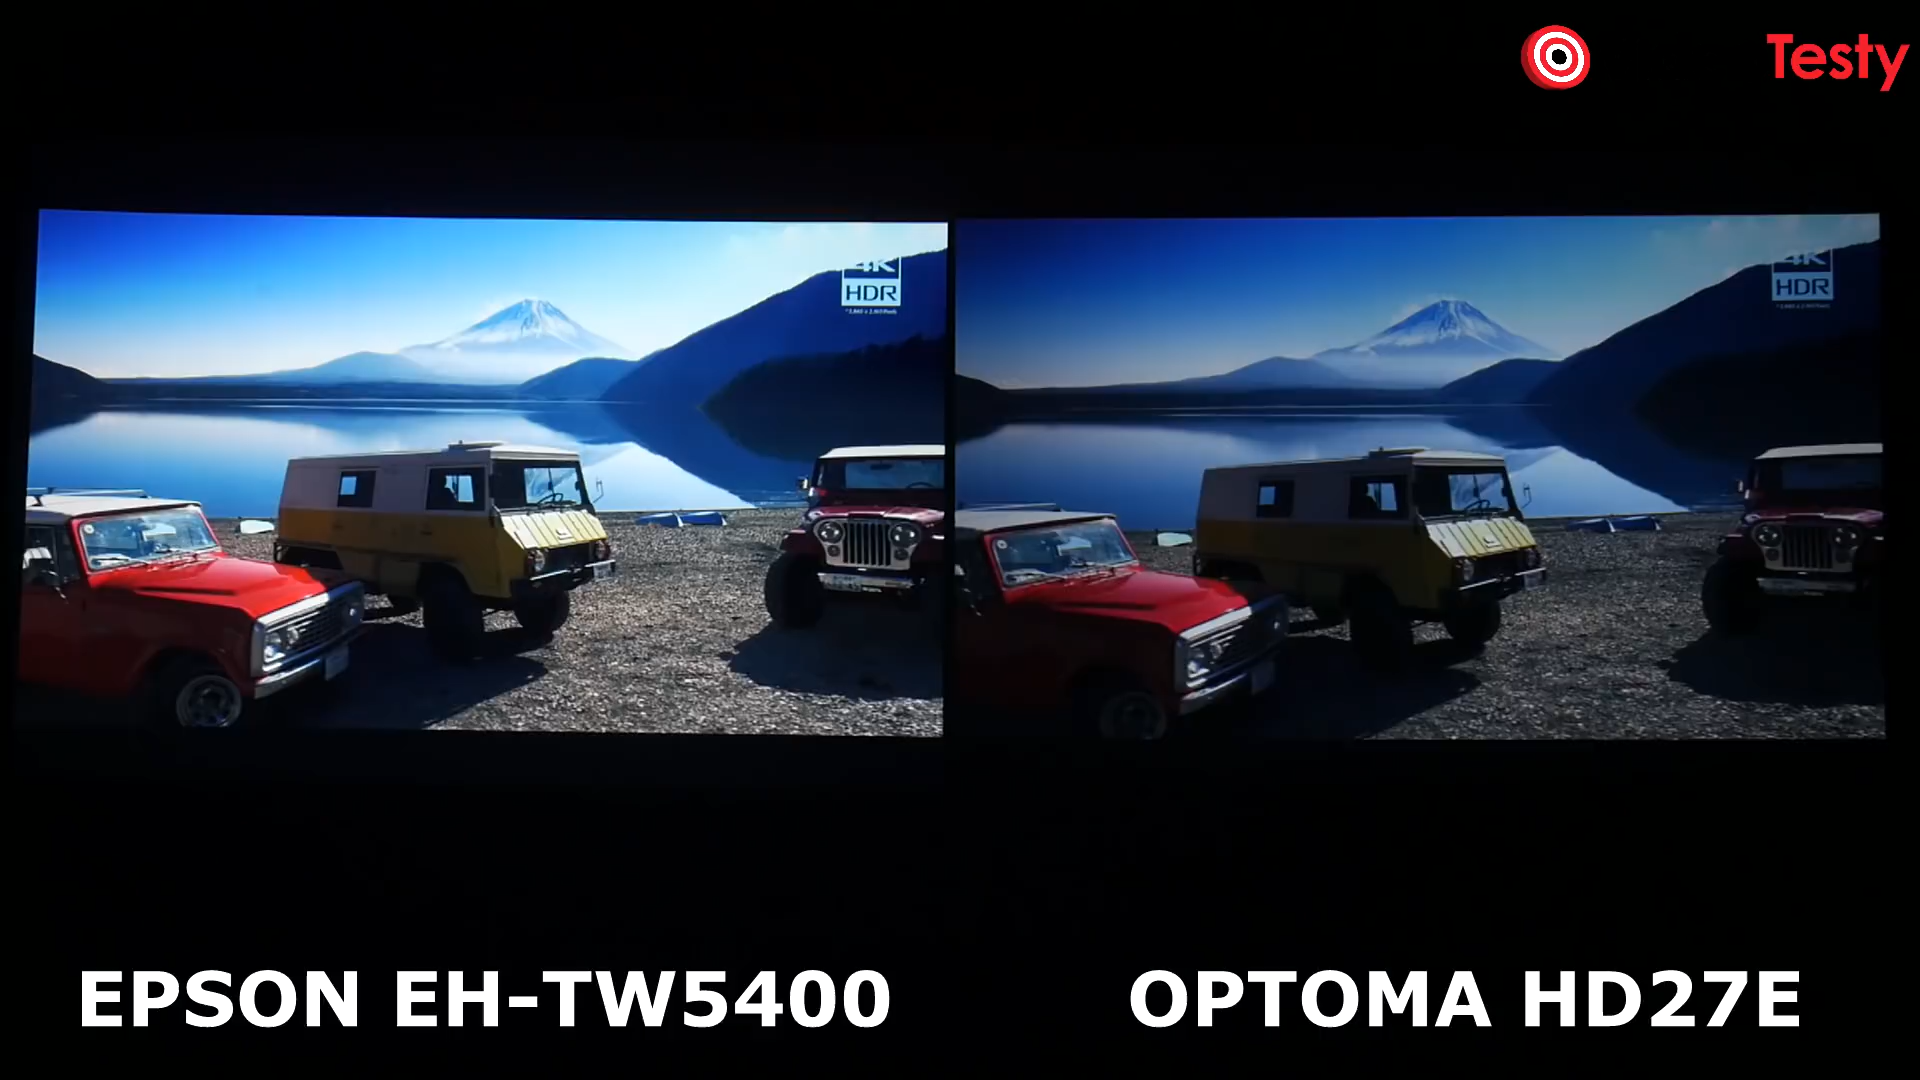 Testy
4K
HDR
4K
HDR
EPSON EH-TW5400
OPTOMA HD27E